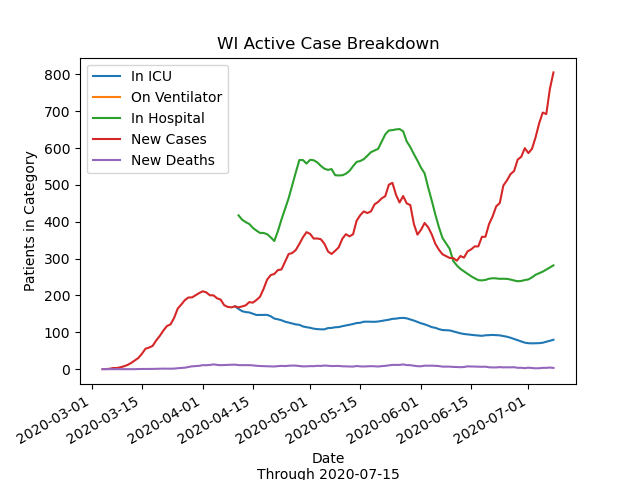 WI Active Case Breakdown
In ICU
On Ventilator
In Hospital
New Cases
New Deaths
Patients in Category
800
700
600
500
400
300
200
100
0
2020-03-01
2020-03-15
2020-04-01
2020-04-15
2020-05-01
2020-05-15
2020-06-01
2020-06-15
2020-07-01
Date
Through 2020-07-15